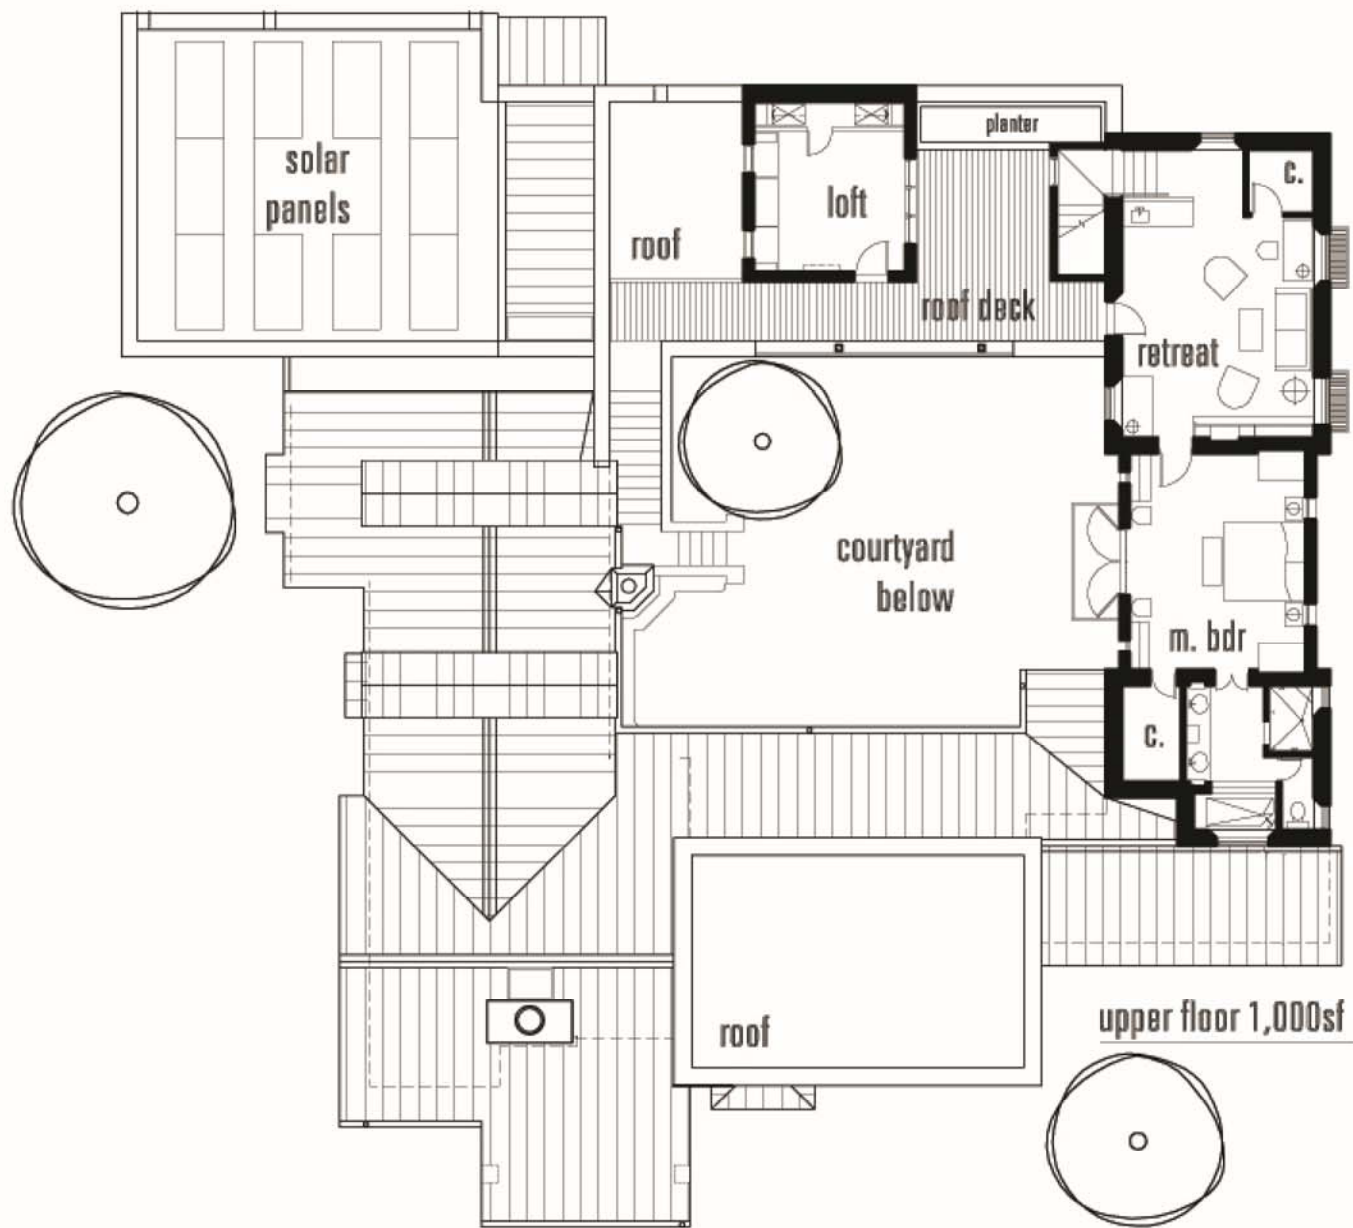 solar
panels
planter
loft
c.
roof
roof deck
retreat
courtyard
below
m. bdr
c.
upper floor 1,000sf
roof